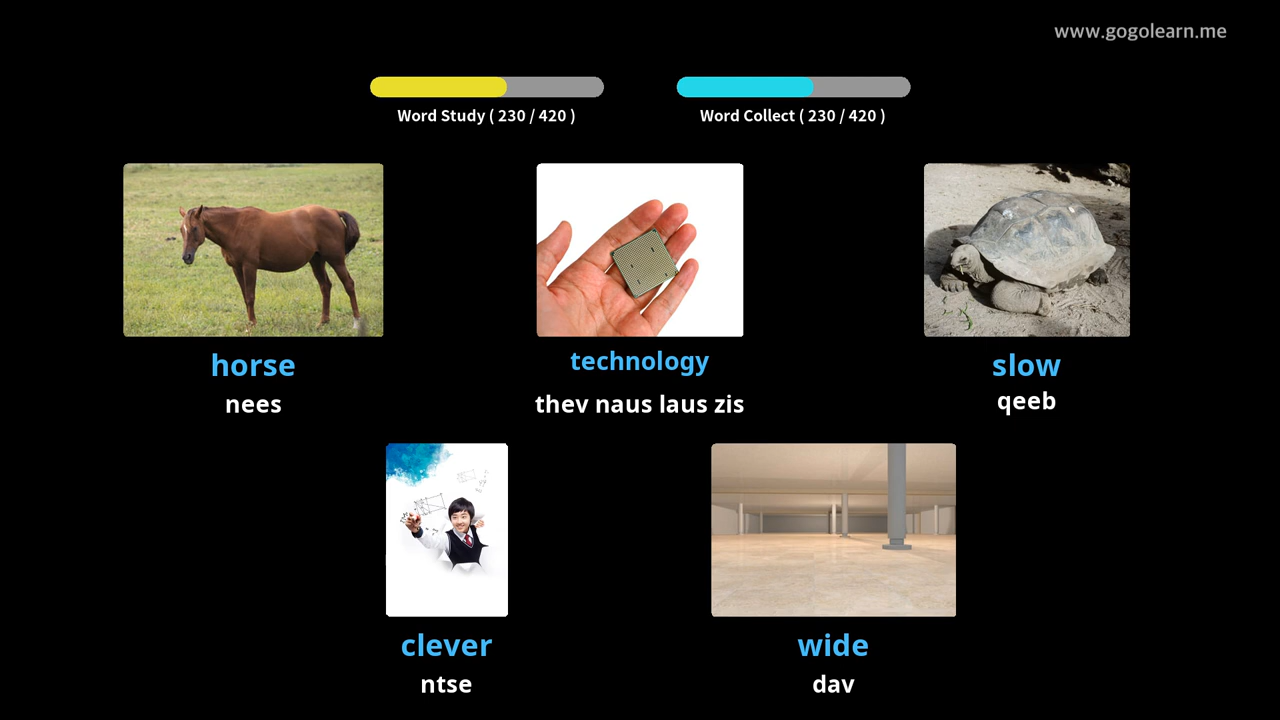 www.gogolearn.me
Word Study ( 230 / 420 )
Word Collect ( 230 / 420 )
horse
nees
technology
thev naus laus zis
slow
qeeb
clever
ntse
wide
dav